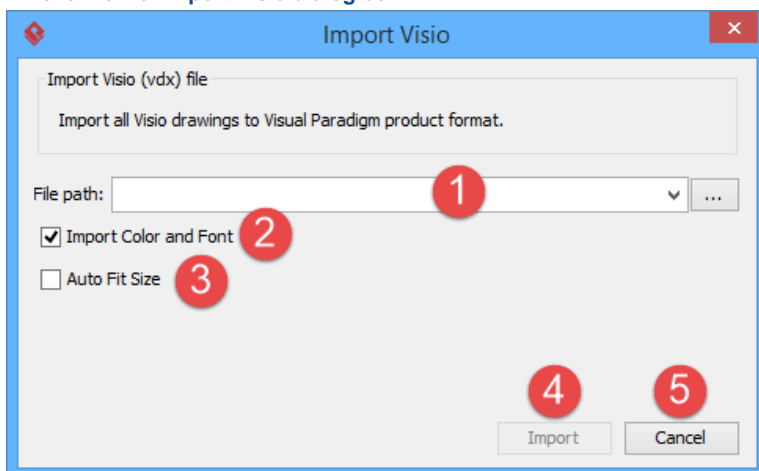 Import Visio
Import Visio (vdx) file
Import all Visio drawings to Visual Paradigm product format.
File path: 1 ...
Import Color and Font 2
Auto Fit Size 3
4 5
Import Cancel